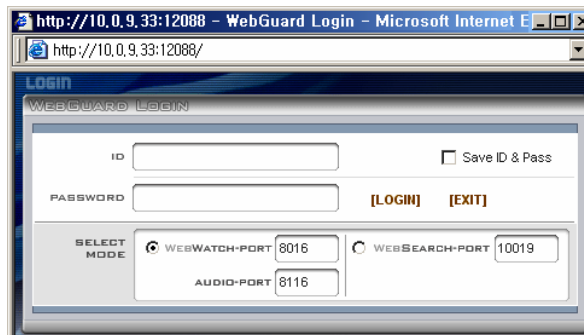 http://10,0,9,33:12088 - WebGuard Login - Microsoft Internet E
http://10,0,9,33:12088/
LOGIN
WEBGUARD LOGIN
ID
Save ID & Pass
PASSWORD
[LOGIN] [EXIT]
SELECT MODE
WEBWATCH-PORT 8016
WEBSEARCH-PORT 10019
AUDIO-PORT 8116